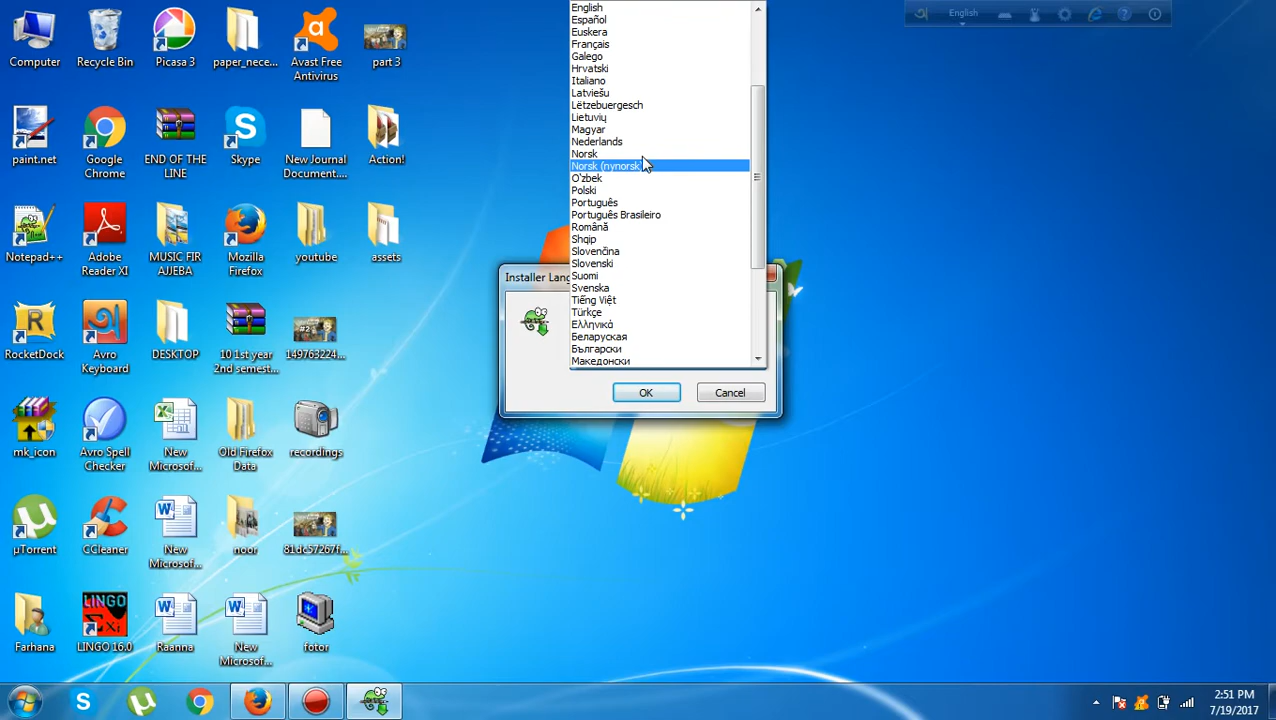 Computer
Recycle Bin
Picasa 3
paper_nece...
Avast Free
Antivirus
part 3
paint.net
Google
Chrome
END OF THE
LINE
Skype
New Journal
Document....
Action!
Notepad++
Adobe
Reader XI
MUSIC FIR
AJJEBA
Mozilla
Firefox
youtube
assets
RocketDock
Avro
Keyboard
DESKTOP
10 1st year
2nd semest...
#2
149763224...
mk_icon
Avro Spell
Checker
New
Microsof...
Old Firefox
Data
recordings
µTorrent
CCleaner
New
Microsof...
noor
81dc57267f...
Farhana
LINGO
LINGO 16.0
Raanna
New
Microsof...
fotor
English
English
Español
Euskera
Français
Galego
Hrvatski
Italiano
Latviešu
Lëtzebuergesch
Lietuvių
Magyar
Nederlands
Norsk
Norsk (nynorsk)
O'zbek
Polski
Português
Português Brasileiro
Română
Shqip
Slovenčina
Slovenski
Suomi
Svenska
Tiếng Việt
Türkçe
Ελληνικά
Беларуская
Български
Македонски
Installer Lang
OK
Cancel
2:51 PM
7/19/2017